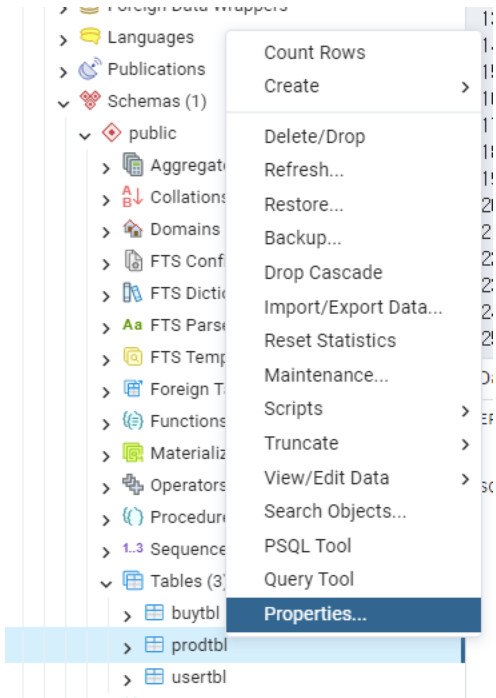 Foreign Data Wrappers
Languages
Publications
Schemas (1)
public
Aggregat
Collations
Domains
FTS Conf
FTS Dictio
FTS Parse
FTS Temp
Foreign T
Functions
Materializ
Operators
Procedur
1..3 Sequence
Tables (3)
buytbl
prodtbl
usertbl
Count Rows
Create
Delete/Drop
Refresh...
Restore...
Backup...
Drop Cascade
Import/Export Data...
Reset Statistics
Maintenance...
Scripts
Truncate
View/Edit Data
Search Objects...
PSQL Tool
Query Tool
Properties...